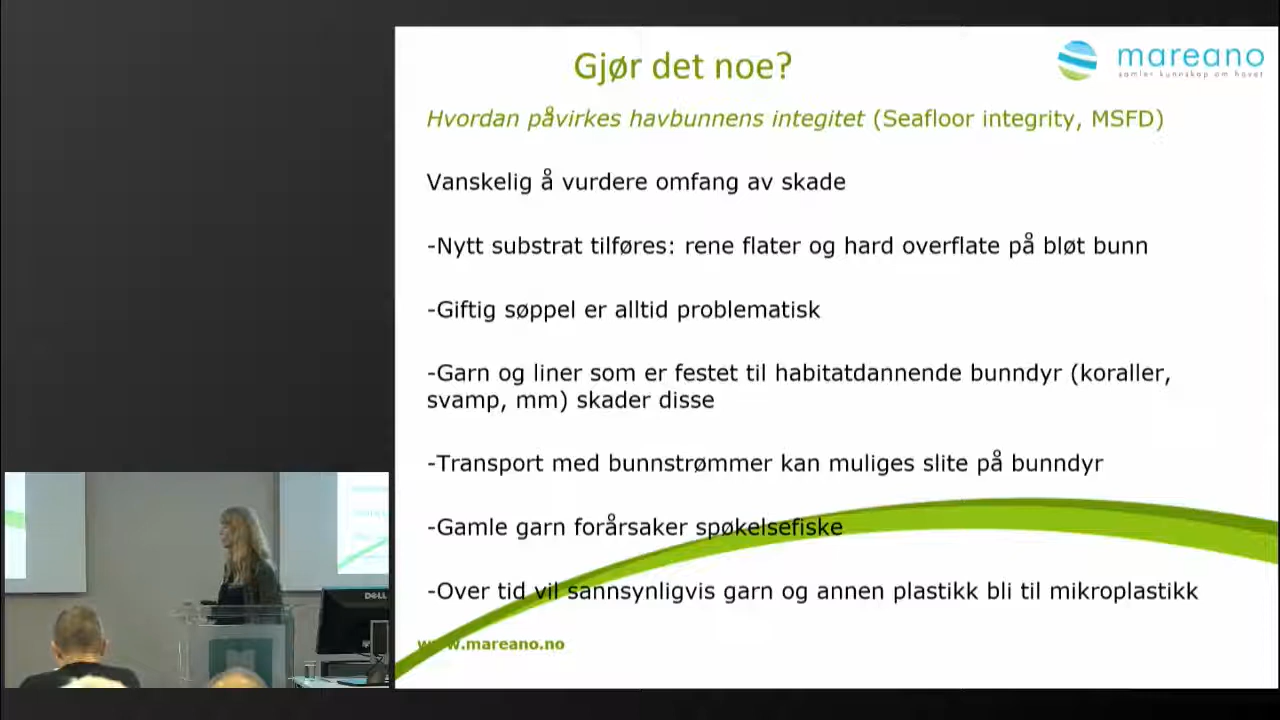 Gjør det noe?
mareano
samler kunnskap om havet
Hvordan påvirkes havbunnens integitet (Seafloor integrity, MSFD)
Vanskelig å vurdere omfang av skade
-Nytt substrat tilføres: rene flater og hard overflate på bløt bunn
-Giftig søppel er alltid problematisk
-Garn og liner som er festet til habitatdannende bunndyr (koraller,
svamp, mm) skader disse
-Transport med bunnstrømmer kan muliges slite på bunndyr
-Gamle garn forårsaker spøkelsefiske
-Over tid vil sannsynligvis garn og annen plastikk bli til mikroplastikk
www.mareano.no
DELL